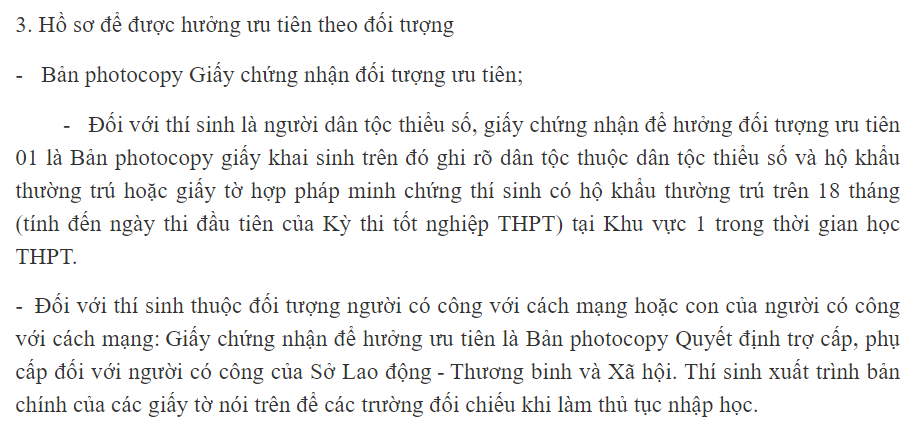 3. Hồ sơ để được hưởng ưu tiên theo đối tượng
- Bản photocopy Giấy chứng nhận đối tượng ưu tiên;
- Đối với thí sinh là người dân tộc thiểu số, giấy chứng nhận để hưởng đối tượng ưu tiên
01 là Bản photocopy giấy khai sinh trên đó ghi rõ dân tộc thuộc dân tộc thiểu số và hộ khẩu
thường trú hoặc giấy tờ hợp pháp minh chứng thí sinh có hộ khẩu thường trú trên 18 tháng
(tính đến ngày thi đầu tiên của Kỳ thi tốt nghiệp THPT) tại Khu vực 1 trong thời gian học
THPT.
- Đối với thí sinh thuộc đối tượng người có công với cách mạng hoặc con của người có công
với cách mạng: Giấy chứng nhận để hưởng ưu tiên là Bản photocopy Quyết định trợ cấp, phụ
cấp đối với người có công của Sở Lao động - Thương binh và Xã hội. Thí sinh xuất trình bản
chính của các giấy tờ nói trên để các trường đối chiếu khi làm thủ tục nhập học.